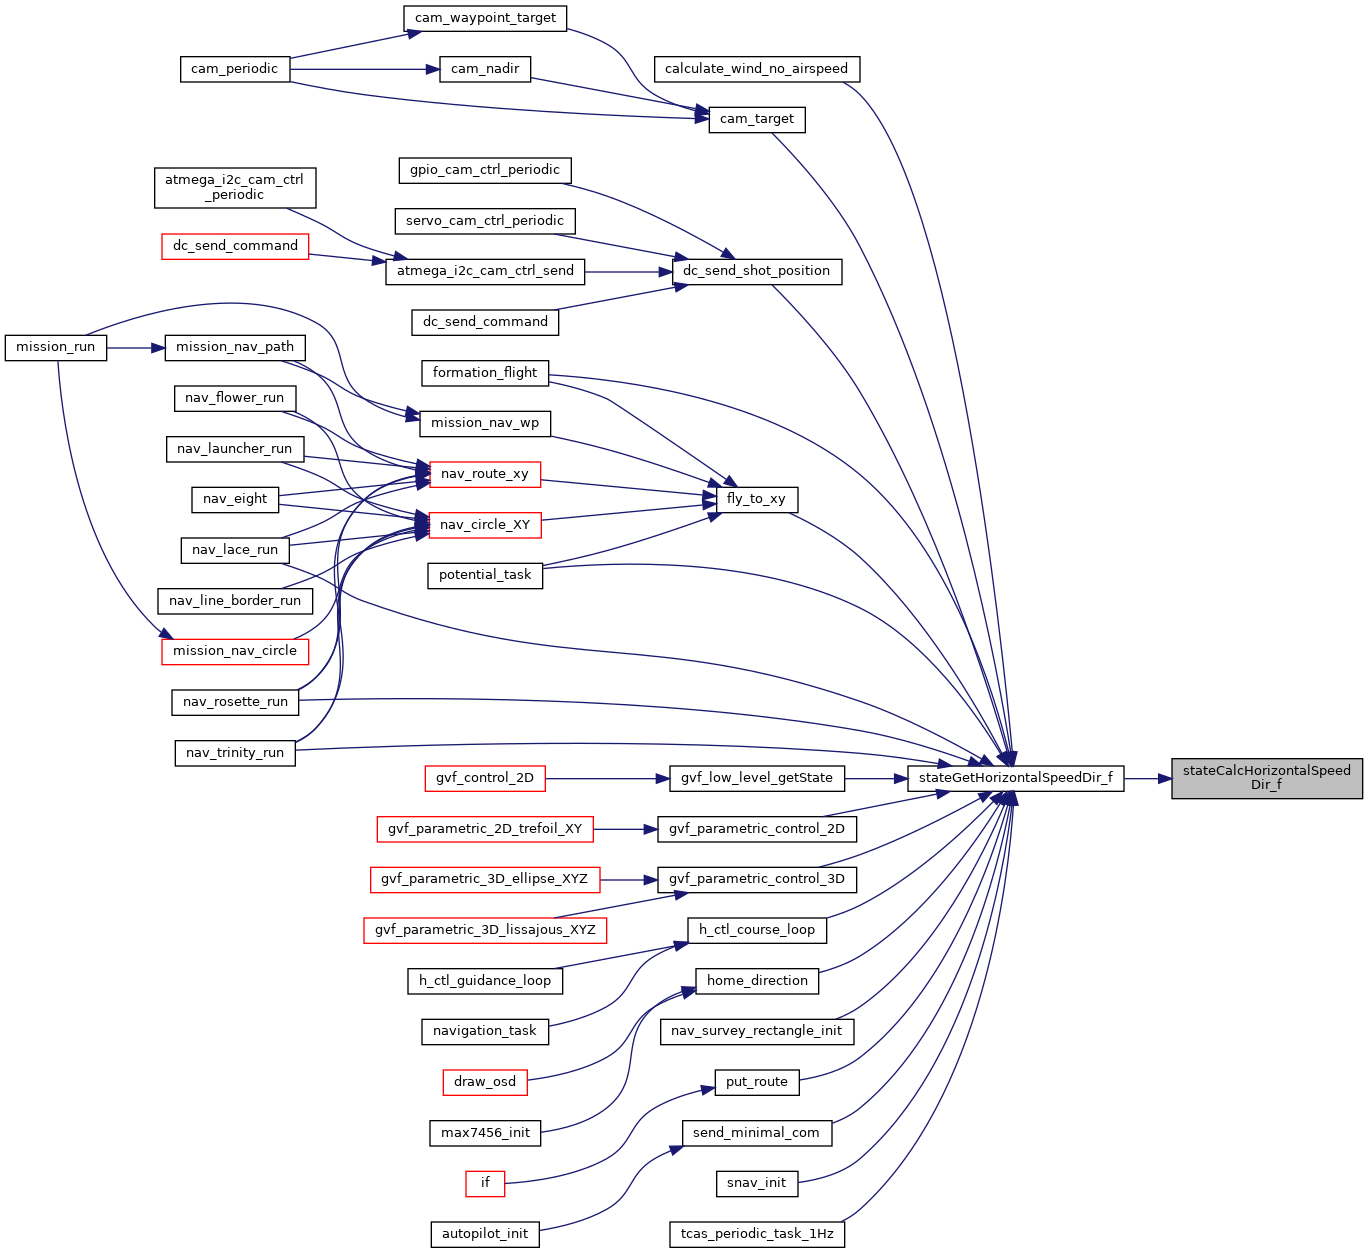 cam_waypoint_target
cam_periodic
cam_nadir
calculate_wind_no_airspeed
cam_target
gpio_cam_ctrl_periodic
atmega_i2c_cam_ctrl
_periodic
servo_cam_ctrl_periodic
dc_send_command
atmega_i2c_cam_ctrl_send
dc_send_shot_position
dc_send_command
mission_run
mission_nav_path
formation_flight
nav_flower_run
mission_nav_wp
nav_launcher_run
nav_route_xy
nav_eight
fly_to_xy
nav_circle_XY
nav_lace_run
potential_task
nav_line_border_run
mission_nav_circle
nav_rosette_run
nav_trinity_run
gvf_control_2D
gvf_low_level_getState
stateGetHorizontalSpeedDir_f
stateCalcHorizontalSpeed
Dir_f
gvf_parametric_2D_trefoil_XY
gvf_parametric_control_2D
gvf_parametric_3D_ellipse_XYZ
gvf_parametric_control_3D
gvf_parametric_3D_lissajous_XYZ
h_ctl_course_loop
h_ctl_guidance_loop
home_direction
navigation_task
nav_survey_rectangle_init
draw_osd
put_route
max7456_init
send_minimal_com
if
snav_init
autopilot_init
tcas_periodic_task_1Hz